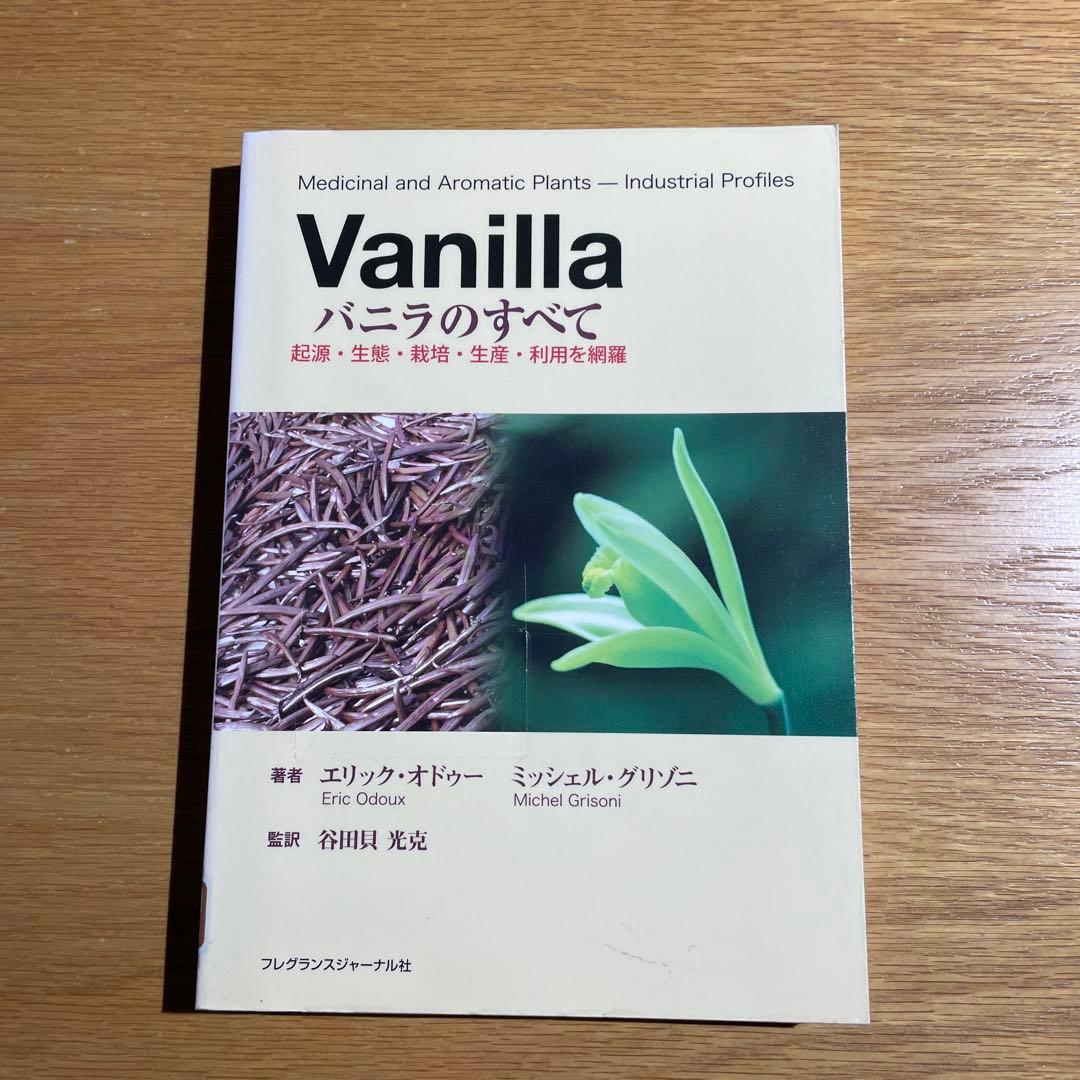 Medicinal and Aromatic Plants — Industrial Profiles
Vanilla
バニラのすべて
起源・生態・栽培・生産・利用を網羅
著者 エリック・オドゥー ミッシェル・グリゾニ
Eric Odoux Michel Grisoni
監訳 谷田貝 光克
フレグランスジャーナル社